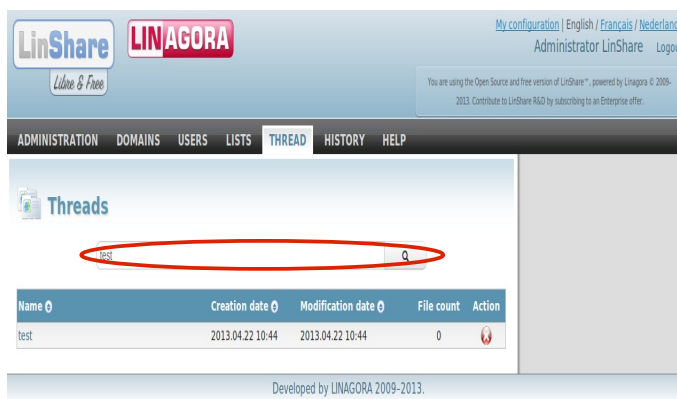 My configuration | English / Français / Nederland
LinShare
LINAGORA
Libre & Free
Administrator LinShare Logou
You are using the Open Source and free version of LinShare™, powered by Linagora © 2009-
2013. Contribute to LinShare R&D by subscribing to an Enterprise offer.
ADMINISTRATION DOMAINS USERS LISTS THREAD HISTORY HELP
Threads
test
Name Creation date Modification date File count Action
test 2013.04.22 10:44 2013.04.22 10:44 0
Developed by LINAGORA 2009-2013.